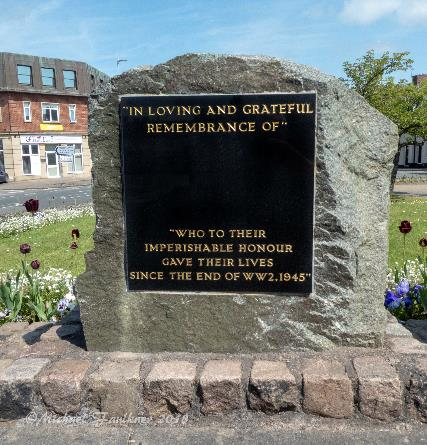 "IN LOVING AND GRATEFUL
REMEMBRANCE OF"
"WHO TO THEIR
IMPERISHABLE HONOUR
GAVE THEIR LIVES
SINCE THE END OF WW2, 1945"
© Michael S Faulkner